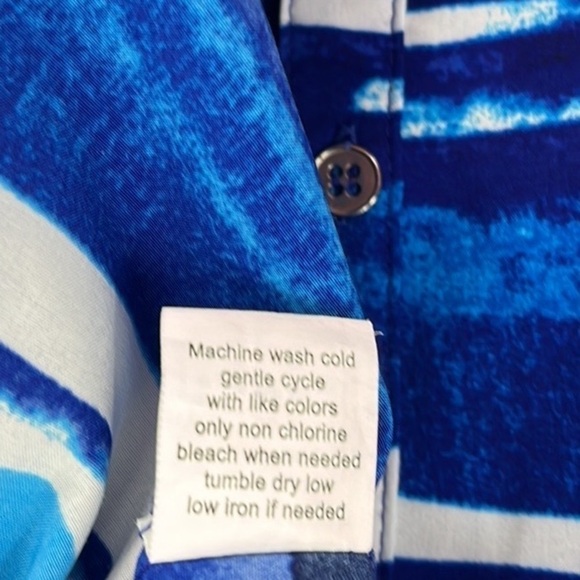 Machine wash cold
gentle cycle
with like colors
only non chlorine
bleach when needed
tumble dry low
low iron if needed